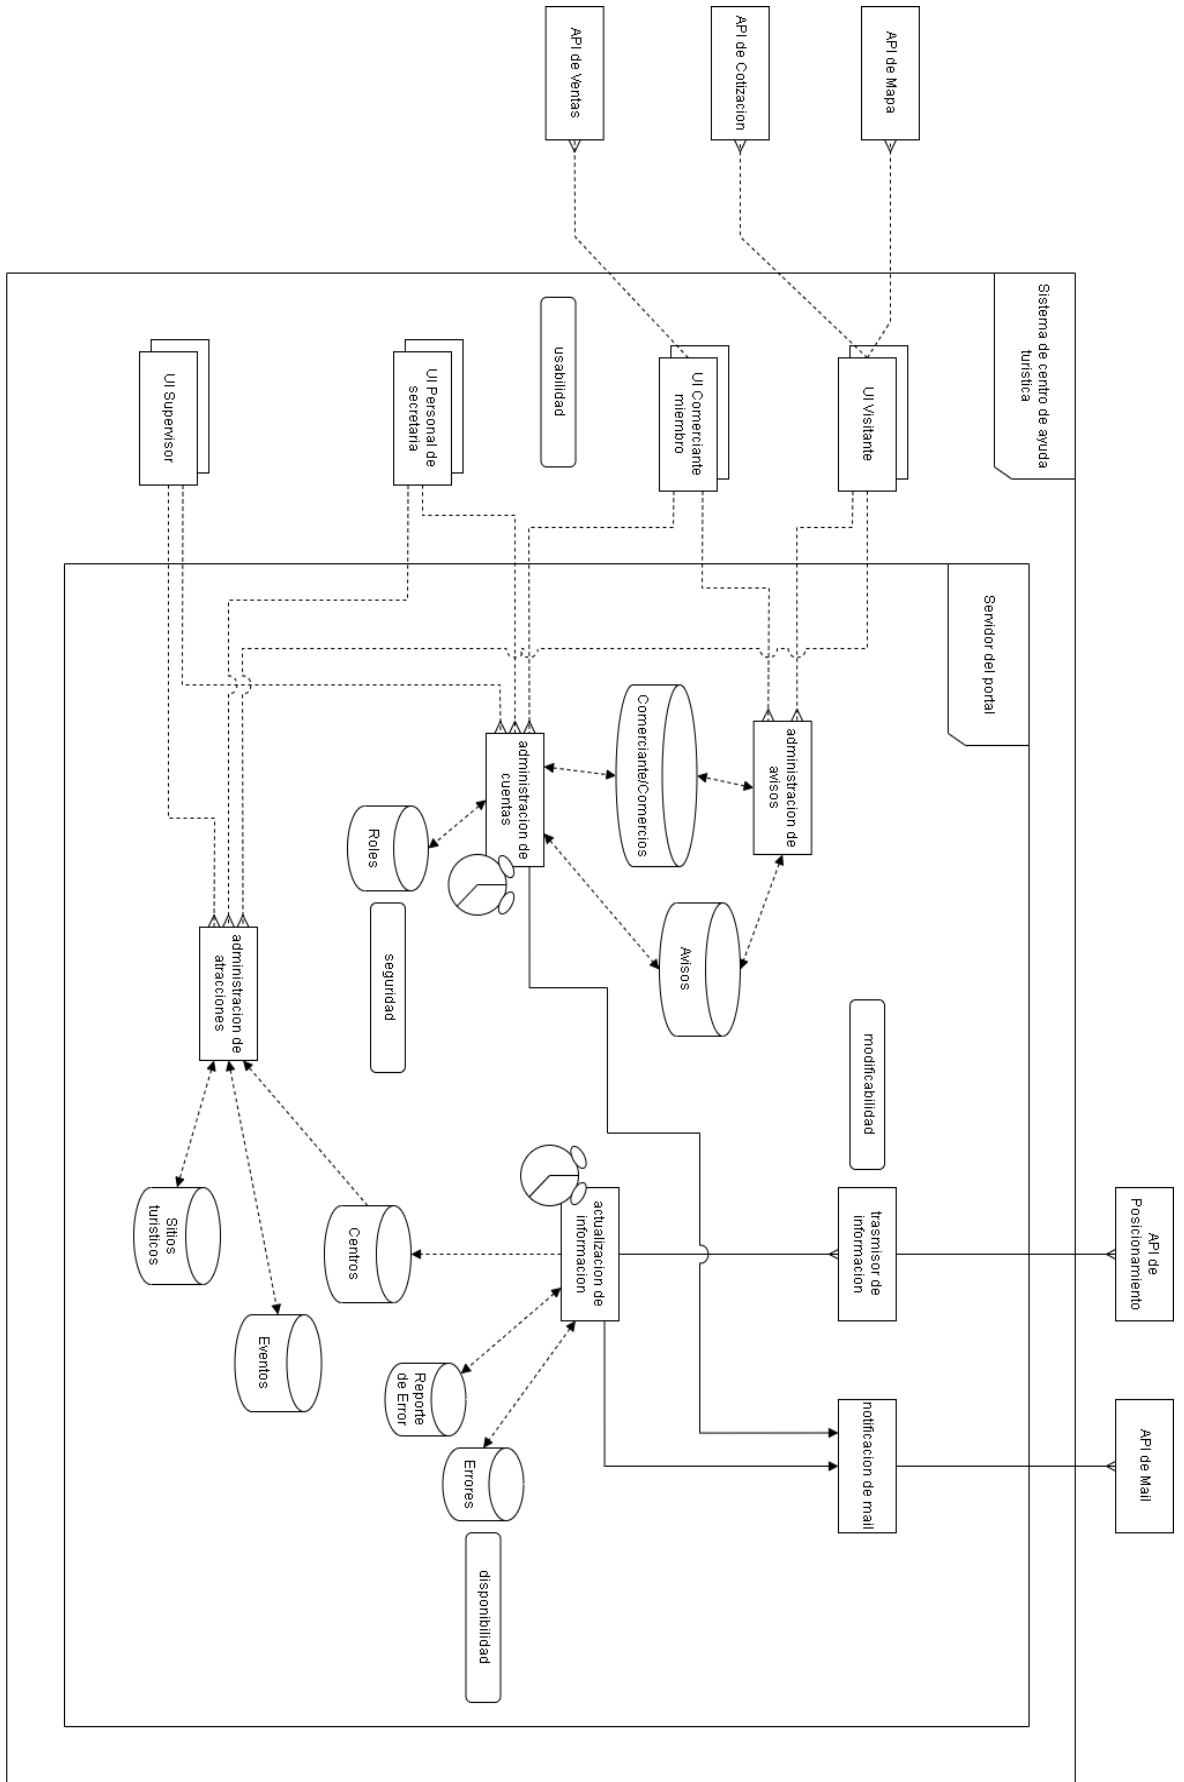 API de Mapa
API de Cotizacion
API de Ventas
Sistema de centro de ayuda
turistica
UI Visitante
UI Comerciante
miembro
usabilidad
UI Personal de
secretaria
UI Supervisor
Servidor del portal
administracion de
avisos
Comerciante/Comercios
administracion de
cuentas
Roles
Avisos
seguridad
administracion de
atracciones
modificabilidad
API de
Posicionamiento
trasmisor de
informacion
actualizacion de
informacion
Centros
Sitios
turisticos
Eventos
Reporte
de Error
Errores
API de Mail
notificacion de mail
disponibilidad